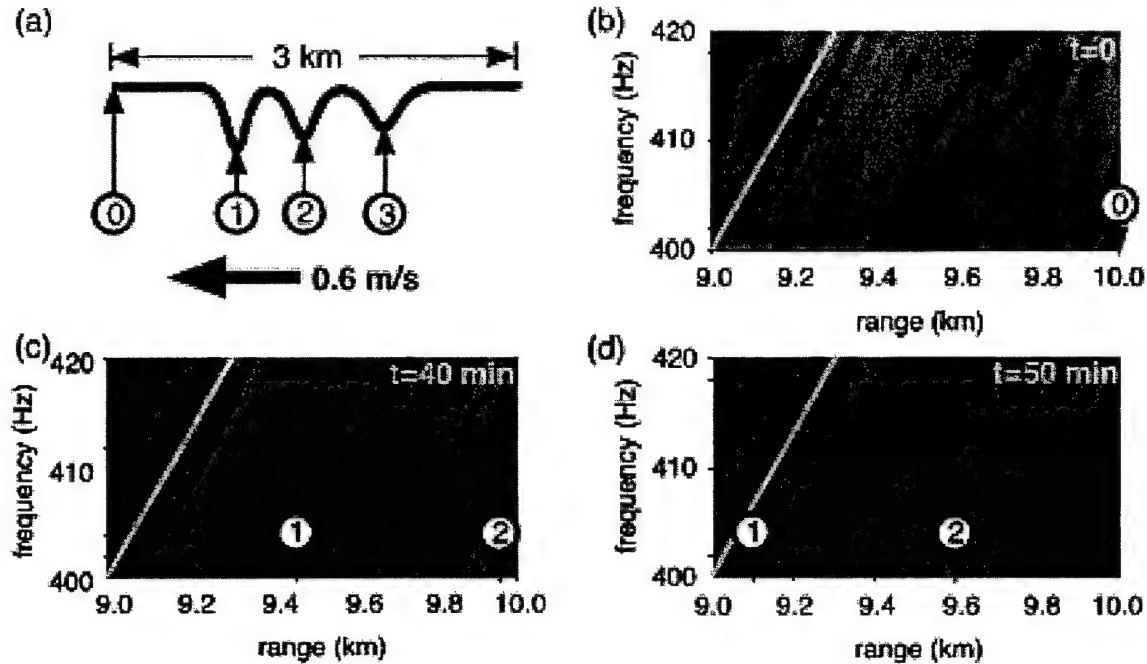 (a)
3 km
0 1 2 3
0.6 m/s
(b)
t=0
420
410
400
frequency (Hz)
0
9.0 9.2 9.4 9.6 9.8 10.0
range (km)
(c)
t=40 min
420
410
400
frequency (Hz)
1 2
9.0 9.2 9.4 9.6 9.8 10.0
range (km)
(d)
t=50 min
420
410
400
frequency (Hz)
1 2
9.0 9.2 9.4 9.6 9.8 10.0
range (km)